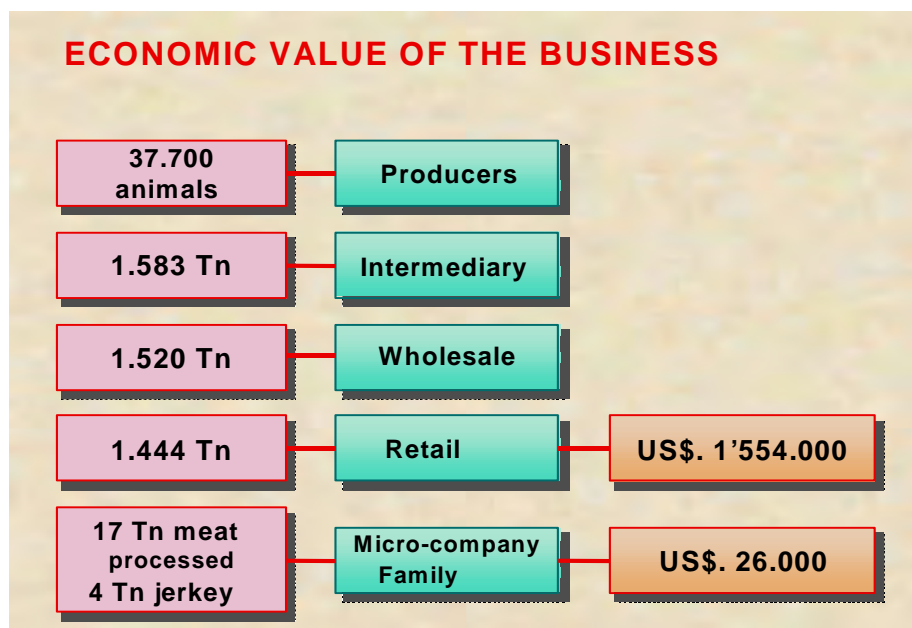 ECONOMIC VALUE OF THE BUSINESS
37.700
animals
Producers
1.583 Tn
Intermediary
1.520 Tn
Wholesale
1.444 Tn
Retail
US$. 1’554.000
17 Tn meat
processed
4 Tn jerkey
Micro-company
Family
US$. 26.000